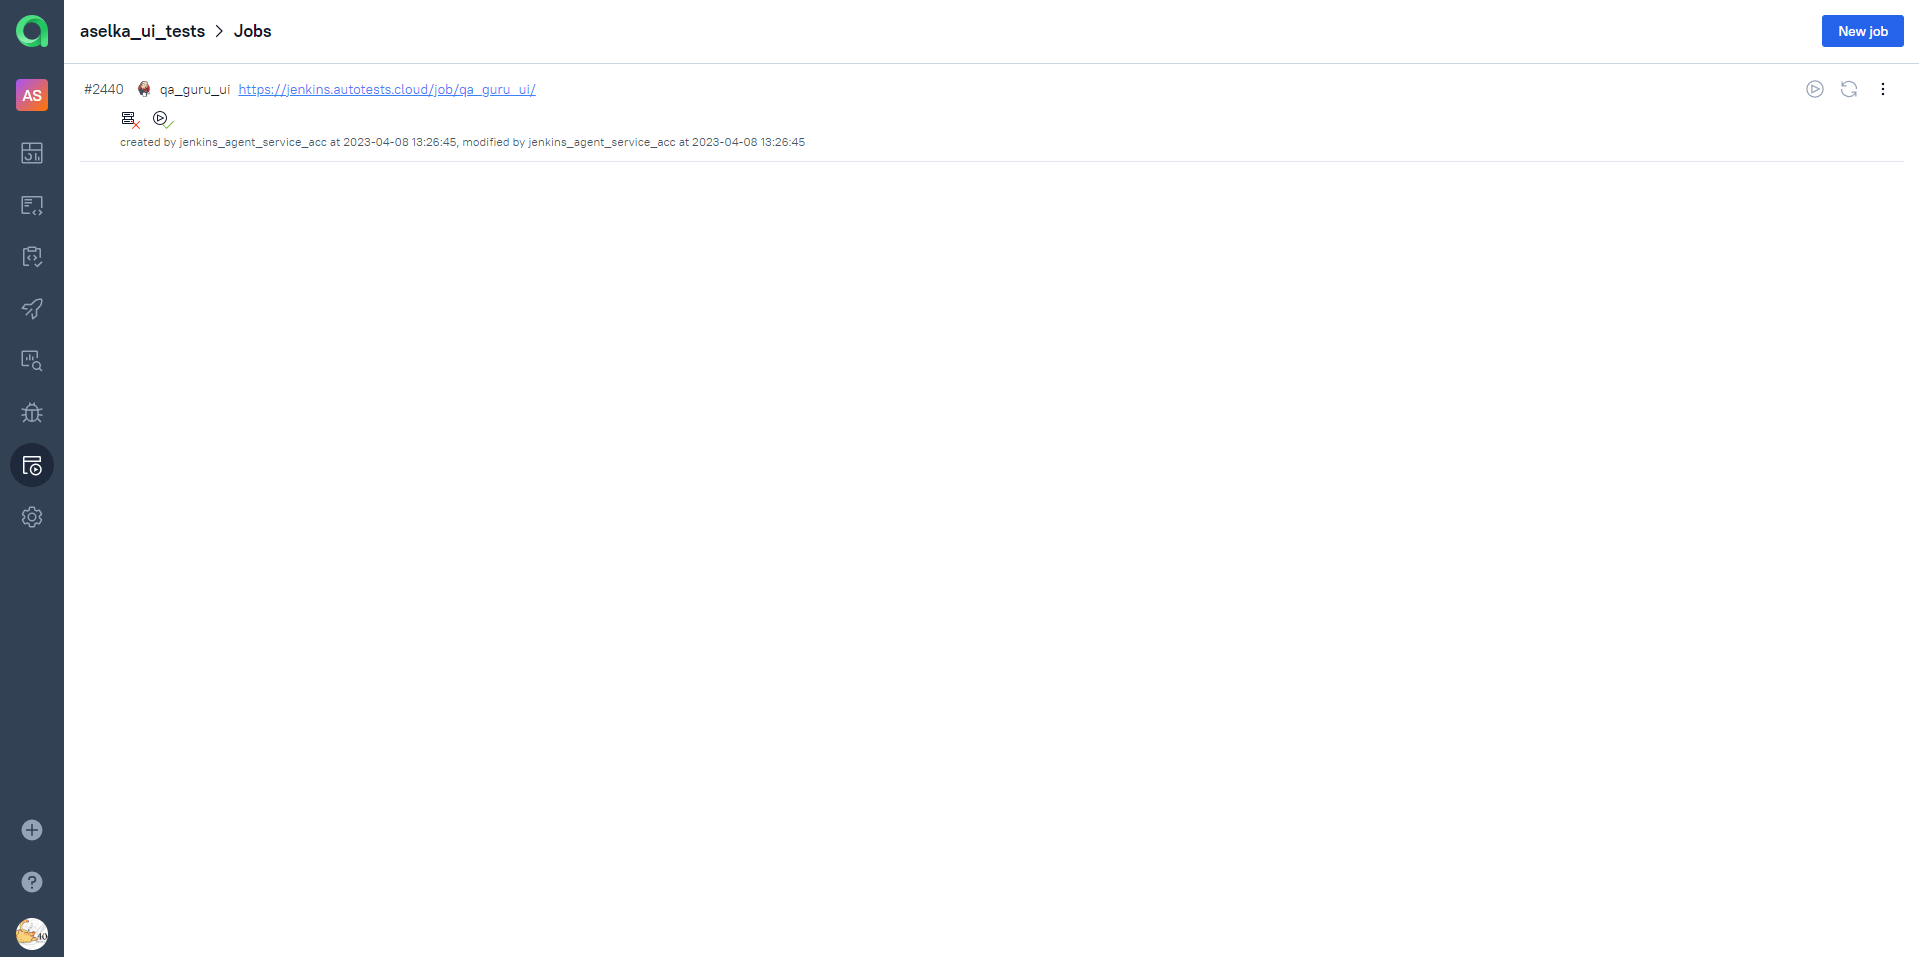 aselka_ui_tests > Jobs
New job
AS
#2440 qa_guru_ui https://jenkins.autotests.cloud/job/qa_guru_ui/
created by jenkins_agent_service_acc at 2023-04-08 13:26:45, modified by jenkins_agent_service_acc at 2023-04-08 13:26:45